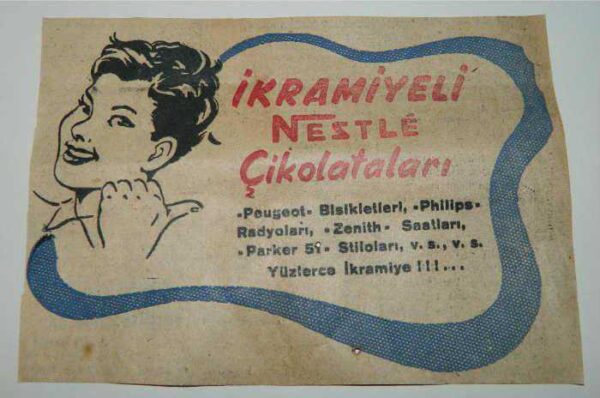 İKRAMİYELİ
NESTLÉ
Çikolataları
•Peugeot• Bisikletleri, •Philips•
Radyoları, •Zenith• Saatları,
•Parker 51• Stiloları, v. s., v. s.
Yüzlerce İkramiye !!!...